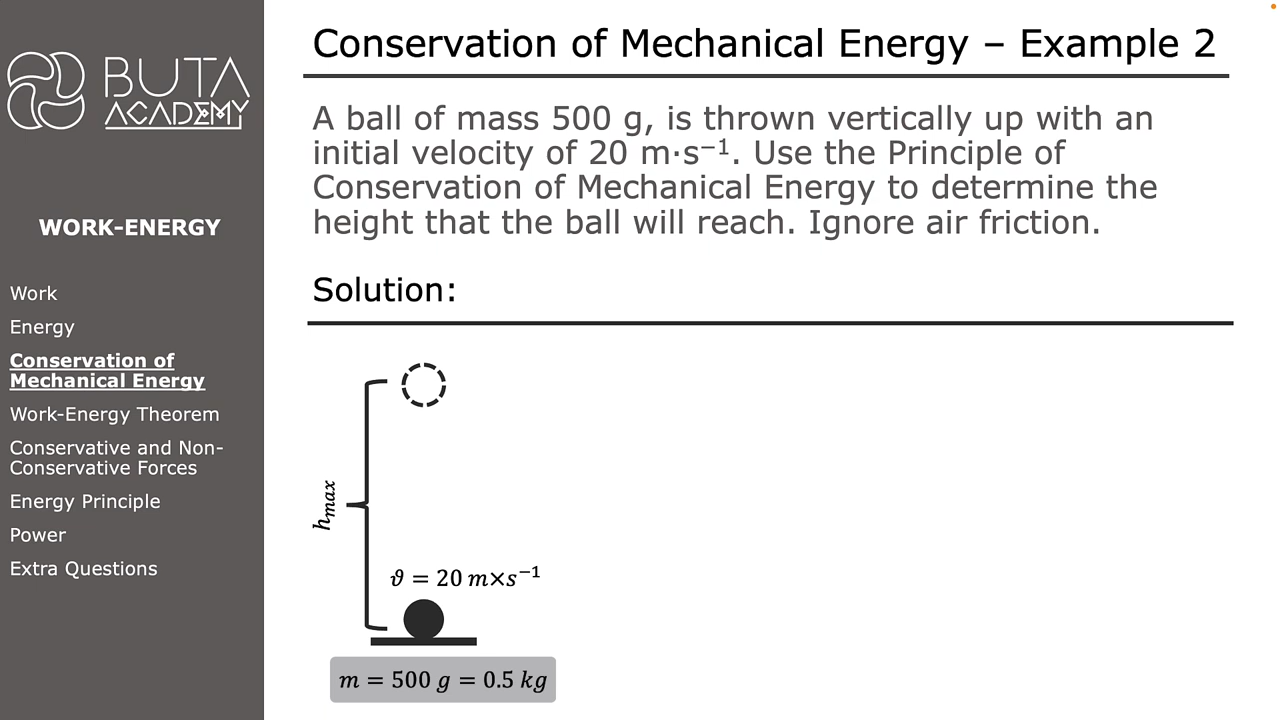 BUTA
ACADEMY
WORK-ENERGY
Work
Energy
Conservation of
Mechanical Energy
Work-Energy Theorem
Conservative and Non-
Conservative Forces
Energy Principle
Power
Extra Questions
Conservation of Mechanical Energy – Example 2
A ball of mass 500 g, is thrown vertically up with an
initial velocity of 20 m·s⁻¹. Use the Principle of
Conservation of Mechanical Energy to determine the
height that the ball will reach. Ignore air friction.
Solution:
hₘₐₓ
ϑ = 20 m×s⁻¹
m = 500 g = 0.5 kg